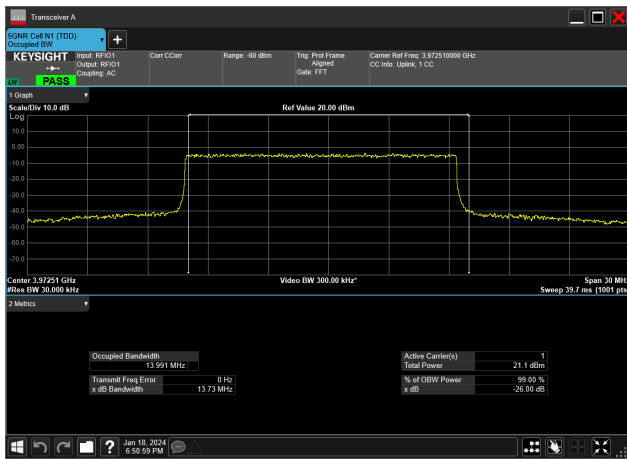 Transceiver A
5GNR Cell N1 (TDD)
Occupied BW
+
KEYSIGHT
LM PASS
Input: RFIO1
Output: RFIO1
Coupling: AC
Corr CCorr
Range: -60 dBm
Trig: Prot Frame
Aligned
Gate: FFT
Carrier Ref Freq: 3.972510000 GHz
CC Info: Uplink, 1 CC
1 Graph
Scale/Div 10.0 dB
Ref Value 20.00 dBm
Log
10.0
0.00
-10.0
-20.0
-30.0
-40.0
-50.0
-60.0
-70.0
Center 3.97251 GHz
Video BW 300.00 kHz*
Span 30 MHz
#Res BW 30.000 kHz
Sweep 39.7 ms (1001 pts
2 Metrics
Occupied Bandwidth
13.991 MHz
Transmit Freq Error 0 Hz
x dB Bandwidth 13.73 MHz
Active Carrier(s) 1
Total Power 21.1 dBm
% of OBW Power 99.00 %
x dB -26.00 dB
?
Jan 18, 2024
6:50:59 PM